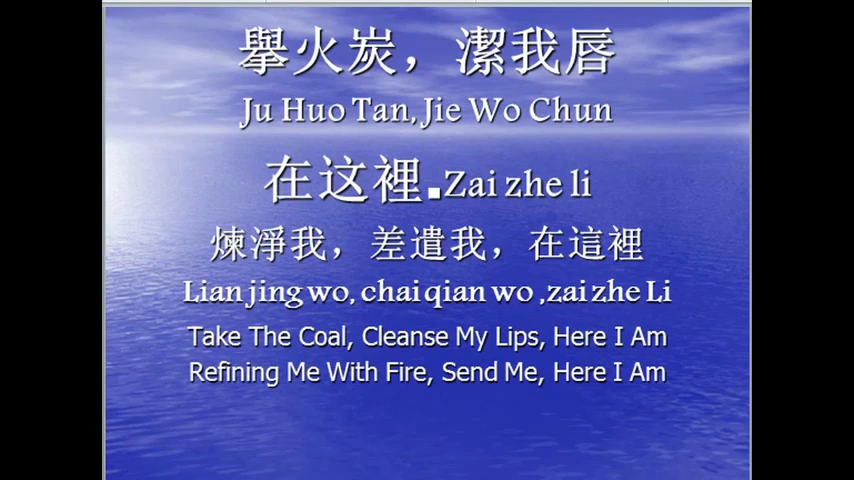 擧火炭，潔我唇
Ju Huo Tan, Jie Wo Chun
在这裡.Zai zhe li
煉淨我，差遣我，在這裡
Lian jing wo, chai qian wo ,zai zhe Li
Take The Coal, Cleanse My Lips, Here I Am
Refining Me With Fire, Send Me, Here I Am